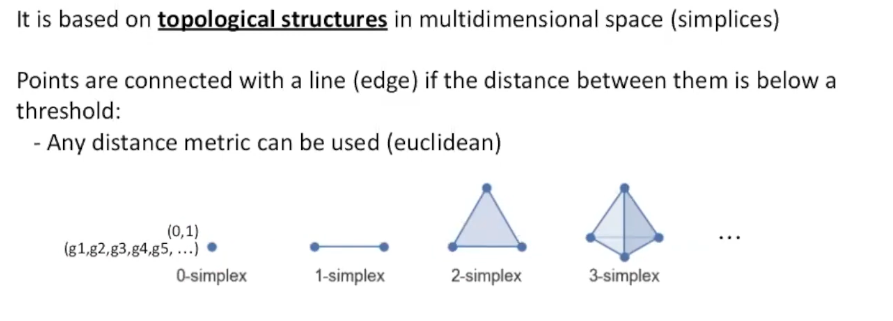 It is based on topological structures in multidimensional space (simplices)
Points are connected with a line (edge) if the distance between them is below a
threshold:
- Any distance metric can be used (euclidean)
(0,1)
(g1,g2,g3,g4,g5, ...)
...
0-simplex
1-simplex
2-simplex
3-simplex